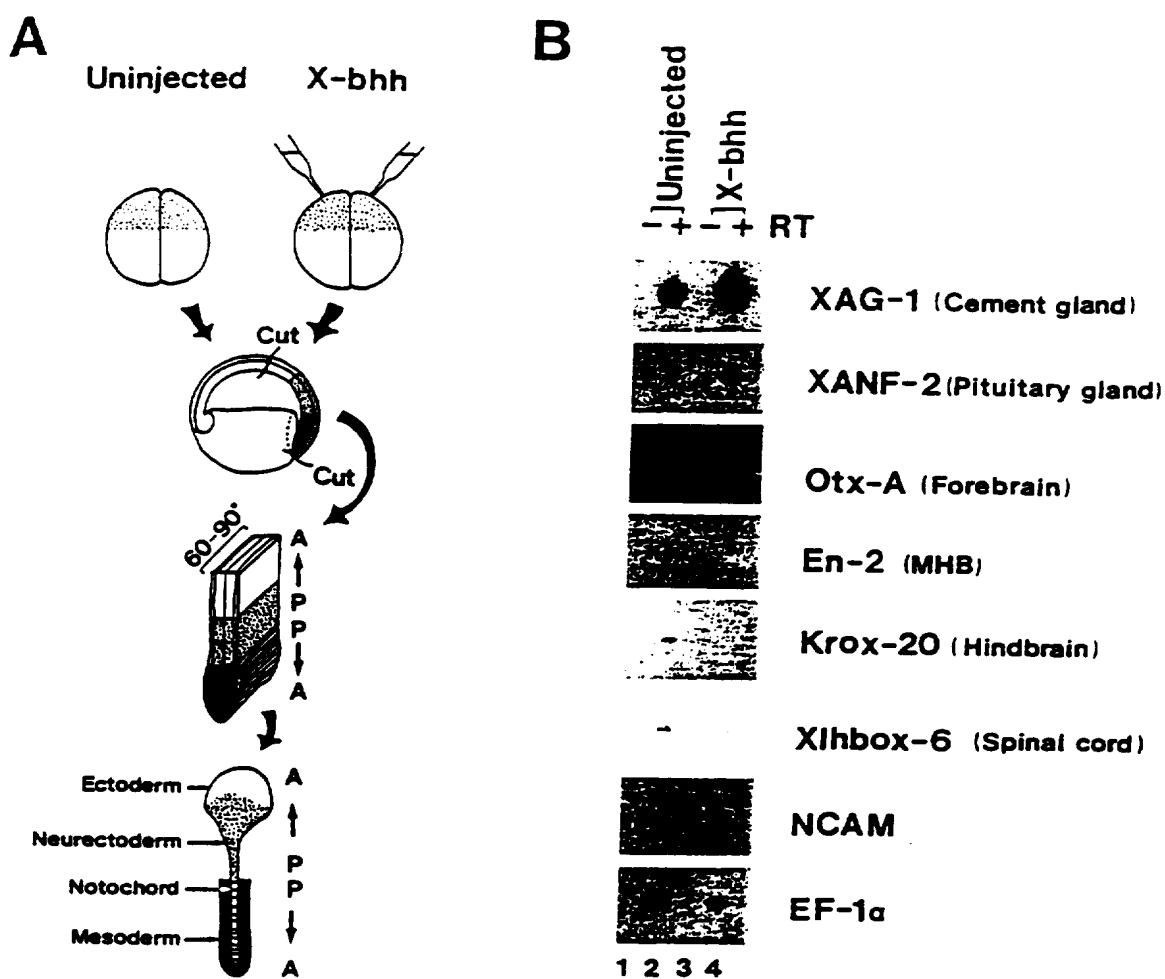 A
Uninjected X-bhh
Cut
Cut
60-90°
A
P
P
A
Ectoderm
Neurectoderm
Notochord
Mesoderm
A
P
P
A
B
Uninjected
X-bhh
- + - + RT
XAG-1 (Cement gland)
XANF-2 (Pituitary gland)
Otx-A (Forebrain)
En-2 (MHB)
Krox-20 (Hindbrain)
Xlhbox-6 (Spinal cord)
NCAM
EF-1α
1 2 3 4